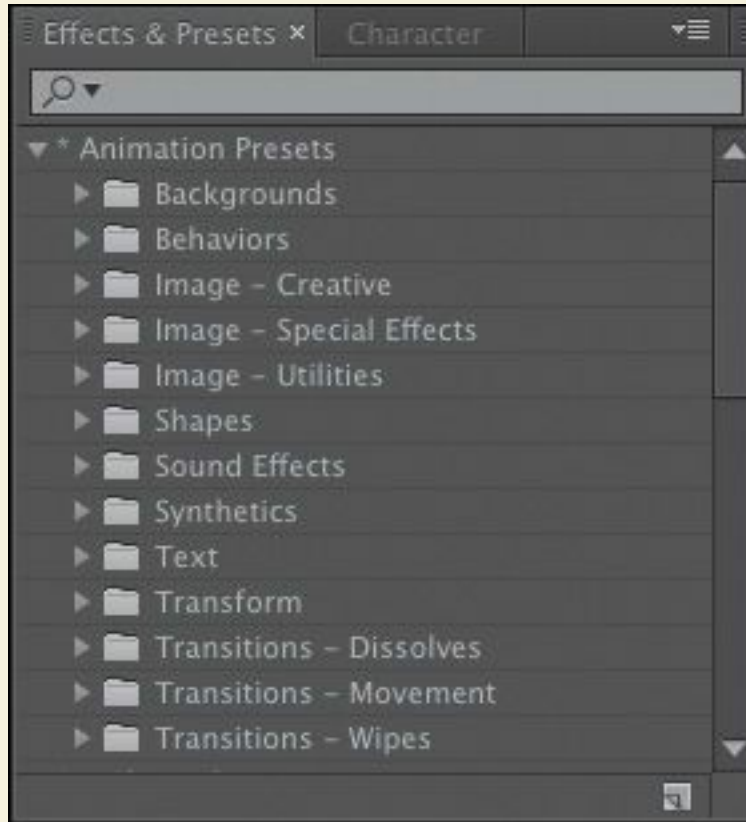 Effects & Presets × Character
* Animation Presets
Backgrounds
Behaviors
Image – Creative
Image – Special Effects
Image – Utilities
Shapes
Sound Effects
Synthetics
Text
Transform
Transitions – Dissolves
Transitions – Movement
Transitions – Wipes